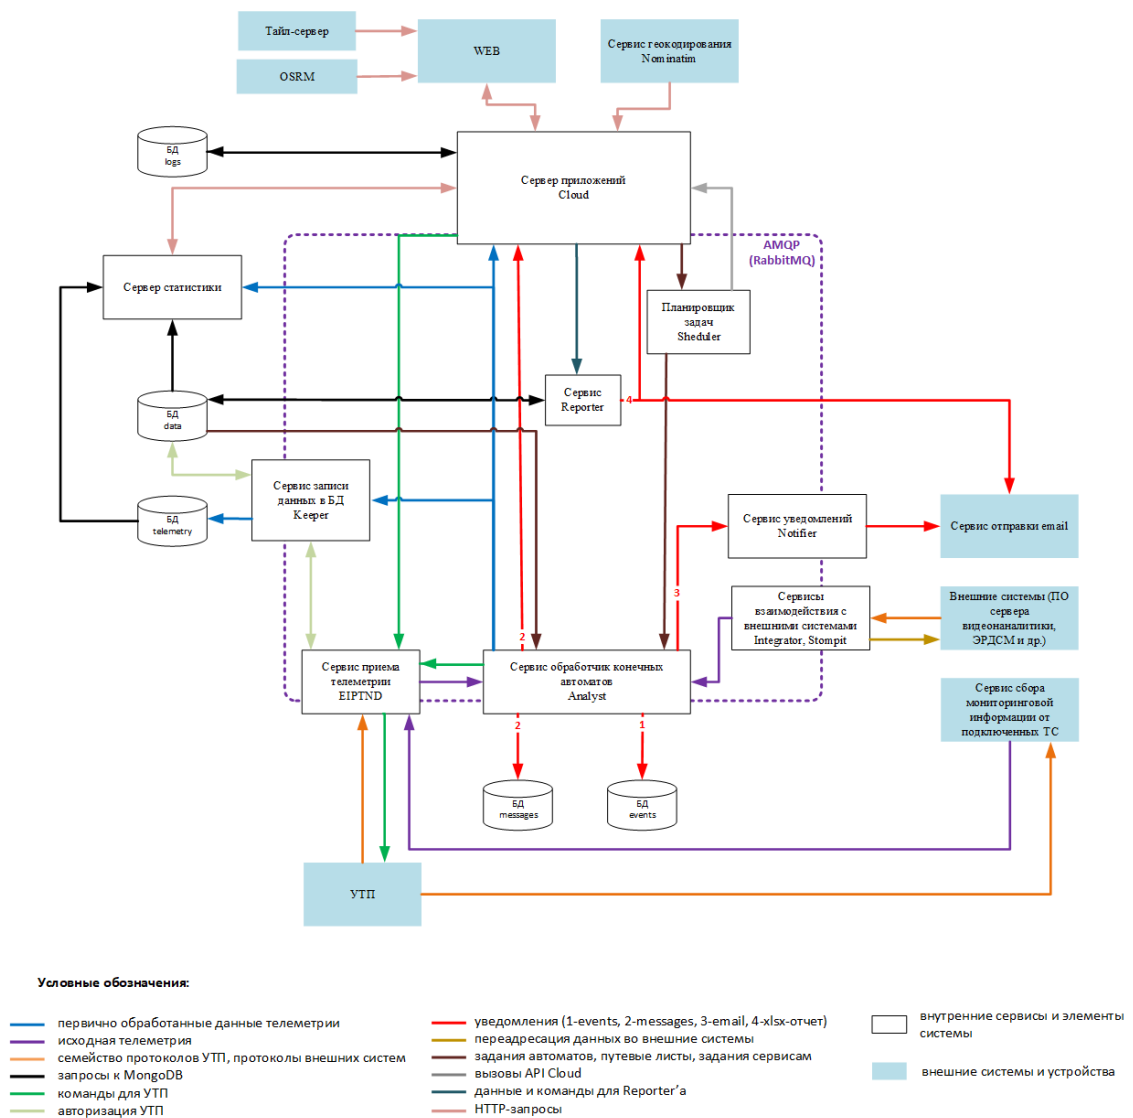 Тайл-сервер
WEB
Сервис геокодирования
Nominatim
OSRM
БД
logs
Сервер приложений
Cloud
AMQP
(RabbitMQ)
Сервер статистики
Планировщик
задач
Sheduler
Сервис
Reporter
4
БД
data
Сервис записи
данных в БД
Keeper
БД
telemetry
Сервис уведомлений
Notifier
Сервис отправки email
3
Сервисы
взаимодействия с
внешними системами
Integrator, Stompit
Внешние системы (ПО
сервера
видеоаналитики,
ЭРДСМ и др.)
2
Сервис приема
телеметрии
EIPTND
Сервис обработчик конечных
автоматов
Analyst
Сервис сбора
мониторинговой
информации от
подключенных ТС
2
1
БД
messages
БД
events
УТП
Условные обозначения:
первично обработанные данные телеметрии
исходная телеметрия
семейство протоколов УТП, протоколы внешних систем
запросы к MongoDB
команды для УТП
авторизация УТП
уведомления (1-events, 2-messages, 3-email, 4-xlsx-отчет)
переадресация данных во внешние системы
задания автоматов, путевые листы, задания сервисам
вызовы API Cloud
данные и команды для Reporter’a
HTTP-запросы
внутренние сервисы и элементы
системы
внешние системы и устройства